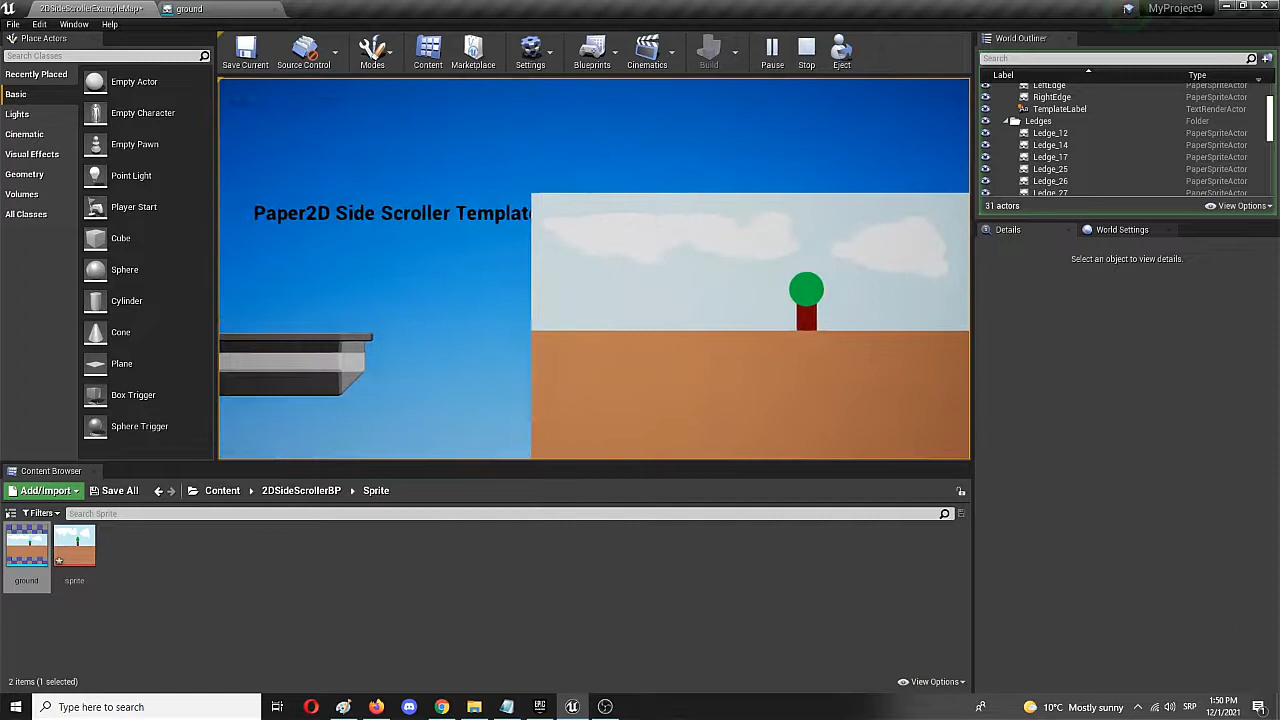 2DSideScrollerExampleMap*
ground
MyProject9
File Edit Window Help
Place Actors
Search Classes
Recently Placed
Basic
Lights
Cinematic
Visual Effects
Geometry
Volumes
All Classes
Empty Actor
Empty Character
Empty Pawn
Point Light
Player Start
Cube
Sphere
Cylinder
Cone
Plane
Box Trigger
Sphere Trigger
Save Current Source Control Modes Content Marketplace Settings Blueprints Cinematics Build Pause Stop Eject
Paper2D Side Scroller Template
World Outliner
Search
Label Type
LeftEdge PaperSpriteActor
RightEdge PaperSpriteActor
TemplateLabel TextRenderActor
Ledges Folder
Ledge_12 PaperSpriteActor
Ledge_14 PaperSpriteActor
Ledge_17 PaperSpriteActor
Ledge_25 PaperSpriteActor
Ledge_26 PaperSpriteActor
Ledge_27 PaperSpriteActor
31 actors View Options
Details World Settings
Select an object to view details.
Content Browser
Add/Import Save All Content 2DSideScrollerBP Sprite
Filters Search Sprite
ground sprite
2 items (1 selected) View Options
Type here to search
EPIC
10°C Mostly sunny SRP 1:50 PM
12/1/2021